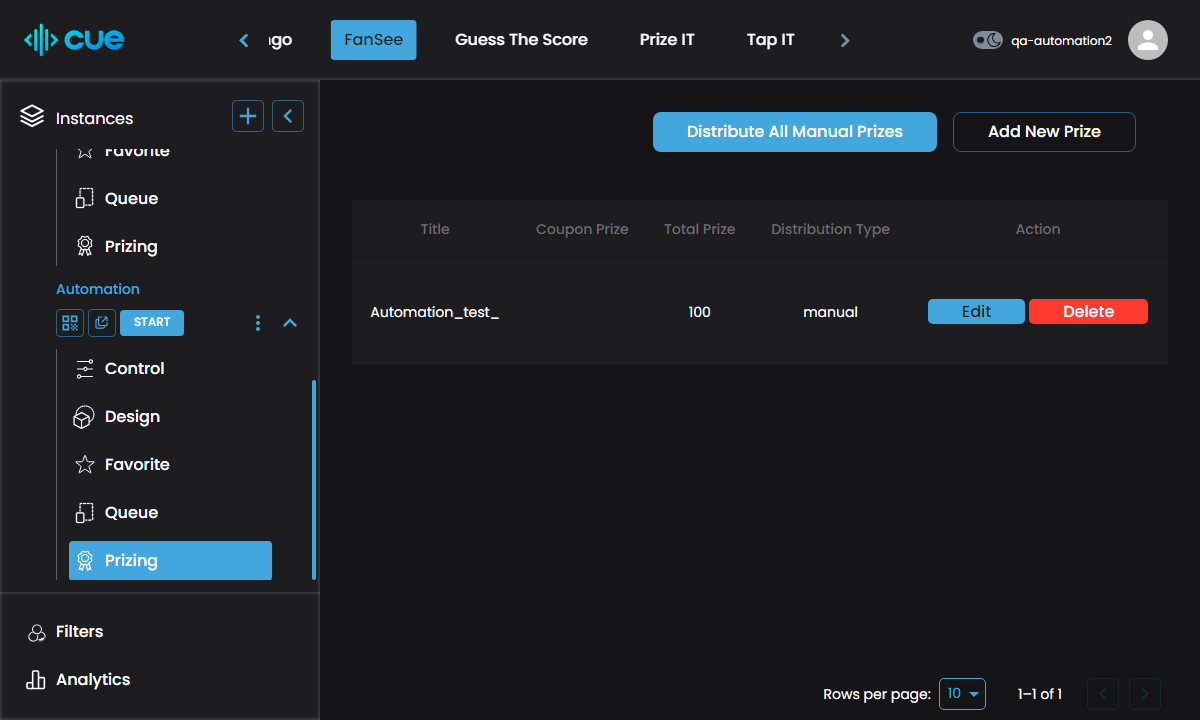 cue
FanSee
Guess The Score
Prize IT
Tap IT
qa-automation2
Instances
Favorite
Queue
Prizing
Automation
START
Control
Design
Favorite
Queue
Prizing
Filters
Analytics
Distribute All Manual Prizes
Add New Prize
Title Coupon Prize Total Prize Distribution Type Action
Automation_test_ 100 manual Edit Delete
Rows per page: 10 1–1 of 1